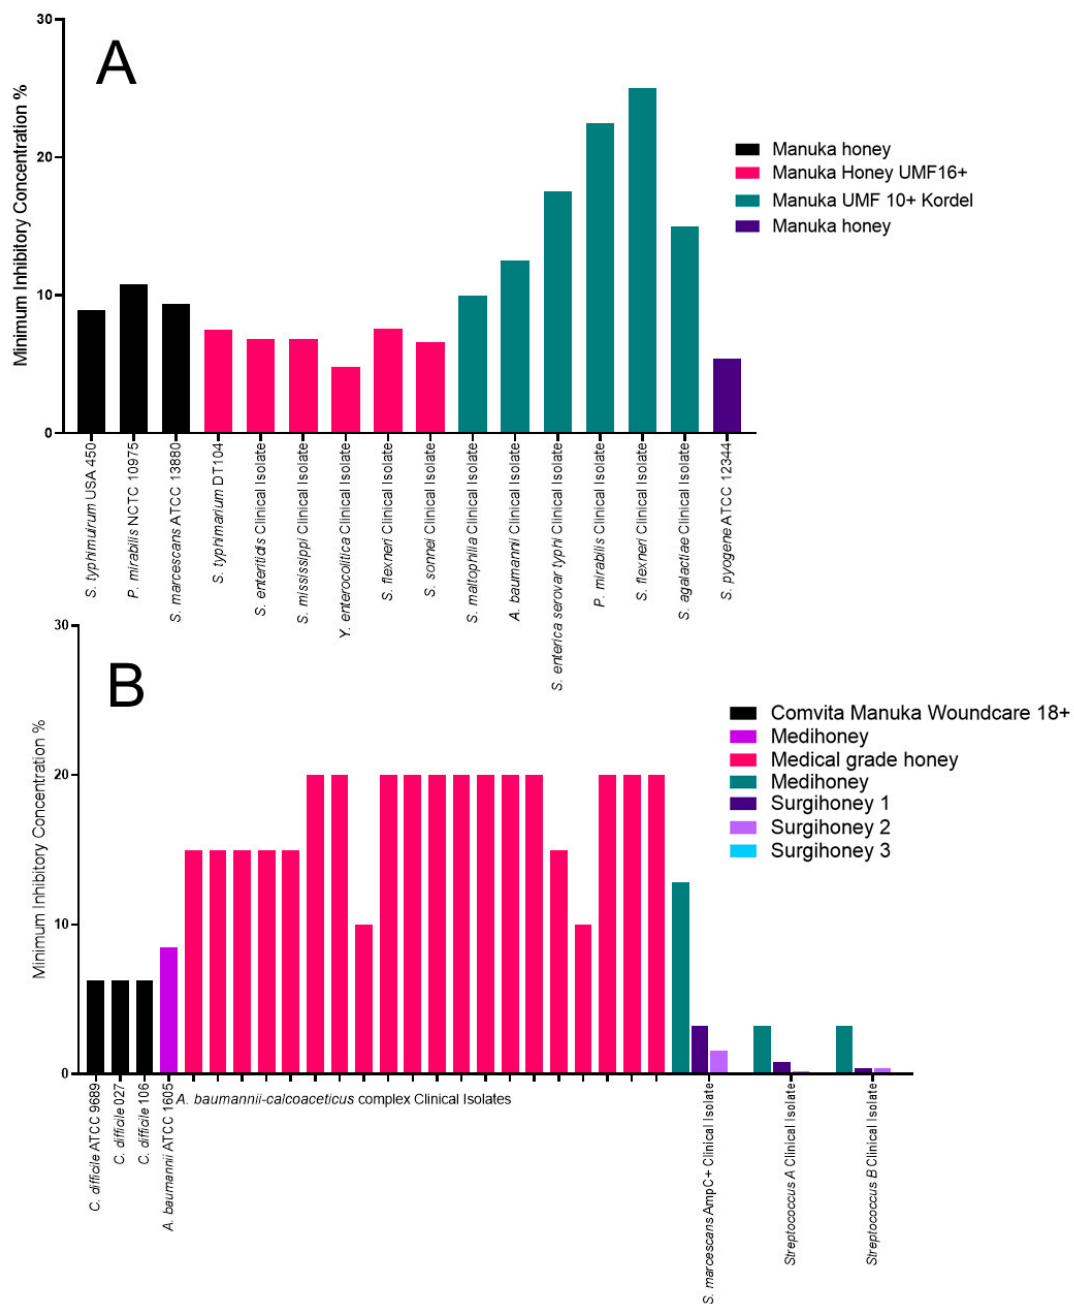 A
Minimum Inhibitory Concentration %
30
20
10
0
Manuka honey
Manuka Honey UMF16+
Manuka UMF 10+ Kordel
Manuka honey
S. typhimuirum USA 450
P. mirabilis NCTC 10975
S. marcescans ATCC 13880
S. typhimarium DT104
S. enteritidis Clinical Isolate
S. mississippi Clinical Isolate
Y. enterocolitica Clinical Isolate
S. flexneri Clinical Isolate
S. sonnei Clinical Isolate
S. maltophilia Clinical Isolate
A. baumannii Clinical Isolate
S. enterica serovar typhi Clinical Isolate
P. mirabilis Clinical Isolate
S. flexneri Clinical Isolate
S. agalactiae Clinical Isolate
S. pyogene ATCC 12344
B
Minimum Inhibitory Concentration %
30
20
10
0
Comvita Manuka Woundcare 18+
Medihoney
Medical grade honey
Medihoney
Surgihoney 1
Surgihoney 2
Surgihoney 3
C. difficile ATCC 9689
C. difficile 027
C. difficile 106
A. baumannii ATCC 1605
A. baumannii-calcoaceticus complex Clinical Isolates
S. marcescans AmpC+ Clinical Isolate
Streptococcus A Clinical Isolate
Streptococcus B Clinical Isolate